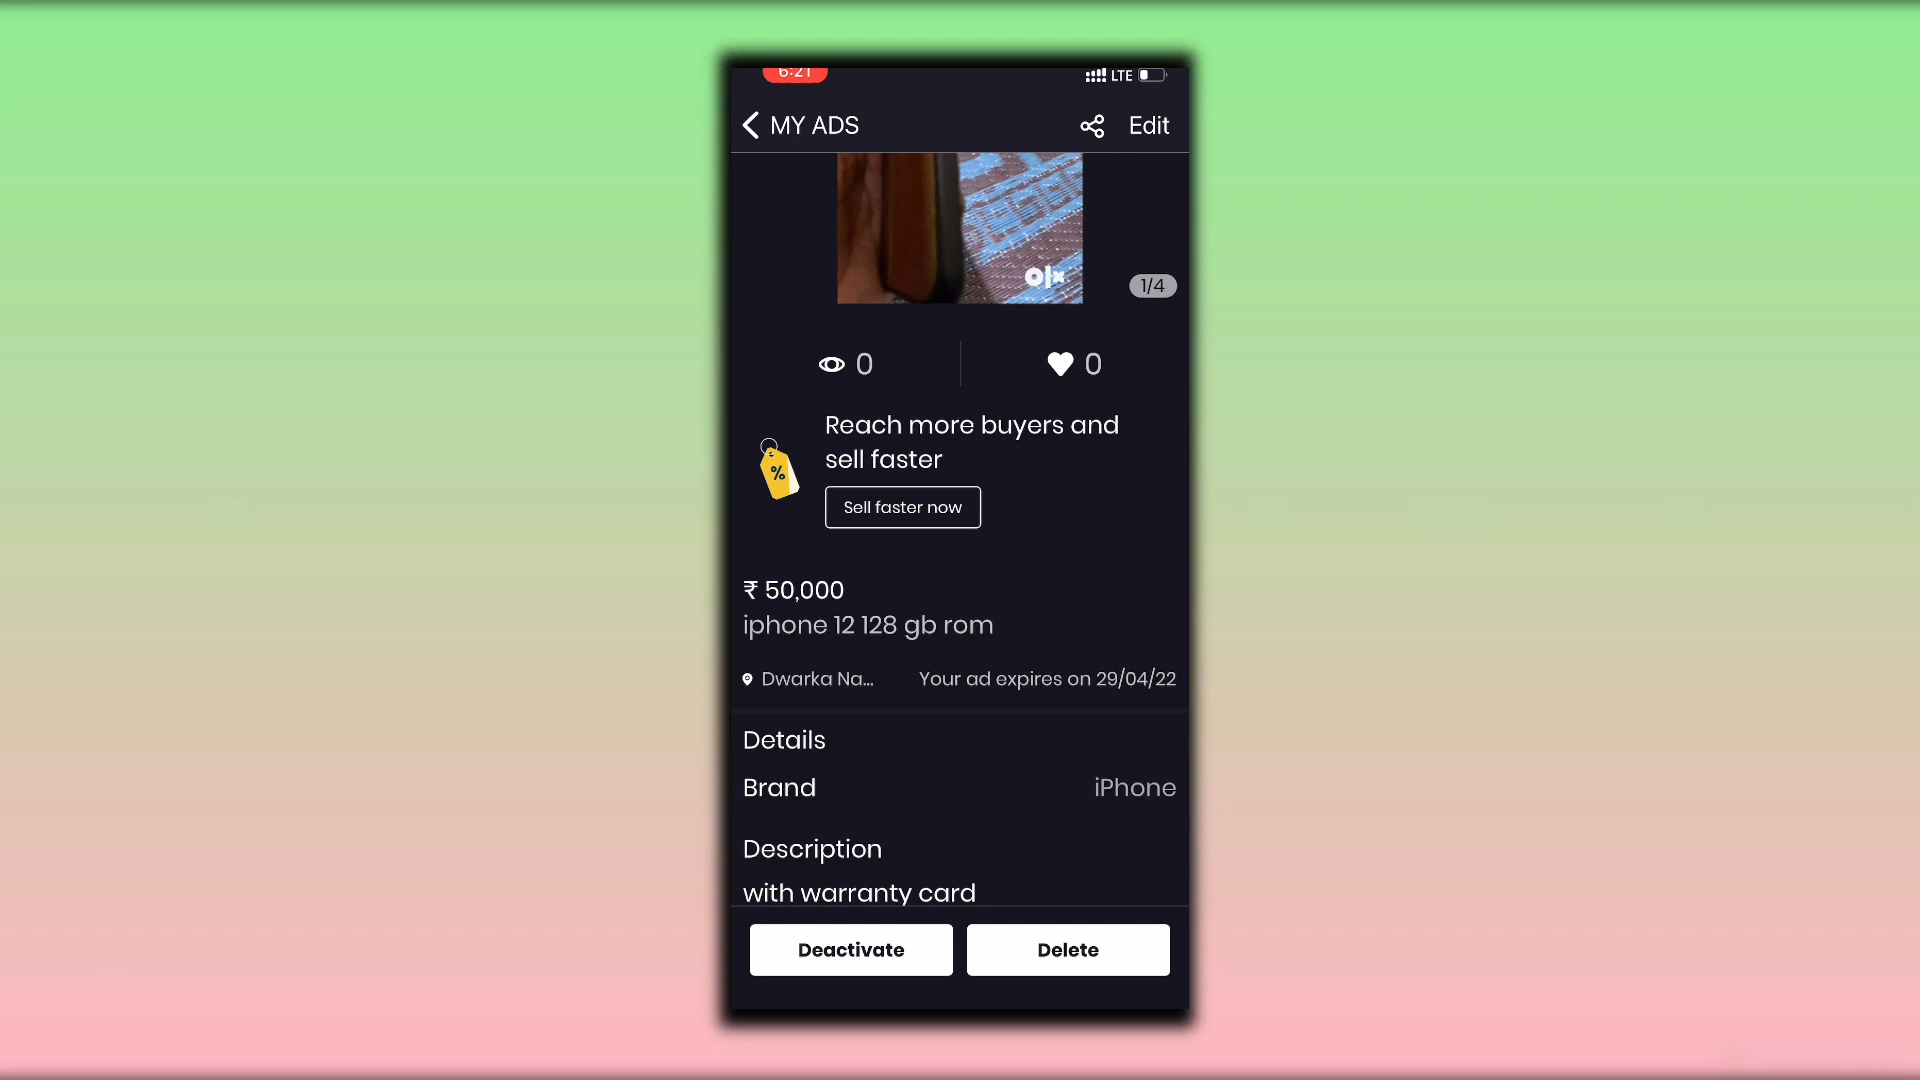 6:21
LTE
MY ADS
Edit
olx
1/4
0
0
Reach more buyers and
sell faster
%
Sell faster now
₹ 50,000
iphone 12 128 gb rom
Dwarka Na...
Your ad expires on 29/04/22
Details
Brand
iPhone
Description
with warranty card
Deactivate
Delete